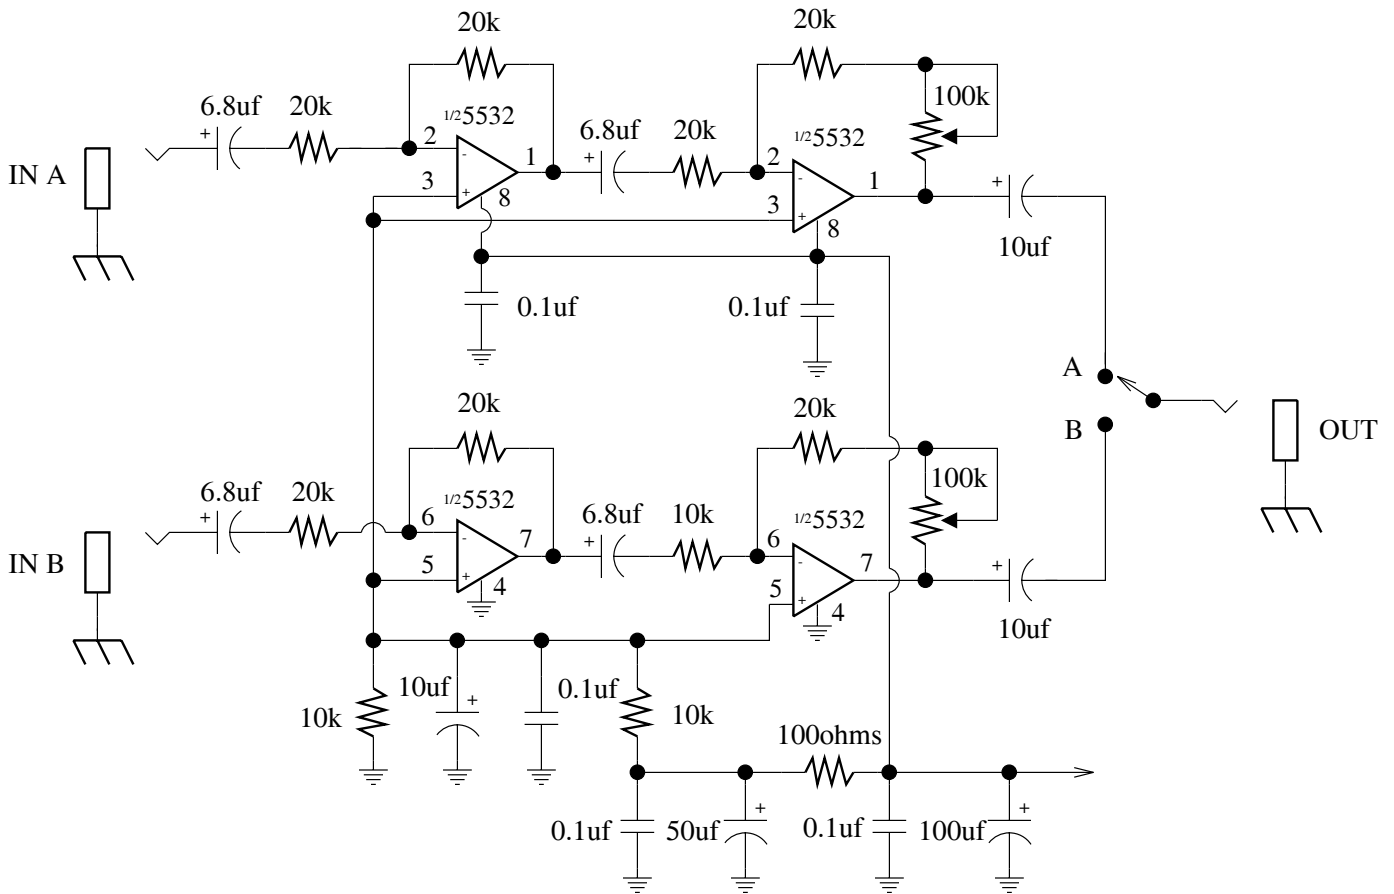 20k
20k
6.8uf
20k
1/2 5532
100k
6.8uf
20k
1/2 5532
IN A
-
2
+
3
1
8
-
2
+
3
1
8
+
+
+
10uf
0.1uf
0.1uf
A
B
OUT
20k
20k
6.8uf
20k
1/2 5532
100k
6.8uf
10k
1/2 5532
IN B
-
6
+
5
7
4
-
6
+
5
7
4
+
+
+
10uf
10k
10uf
+
0.1uf
10k
100ohms
0.1uf
50uf
+
0.1uf
100uf
+